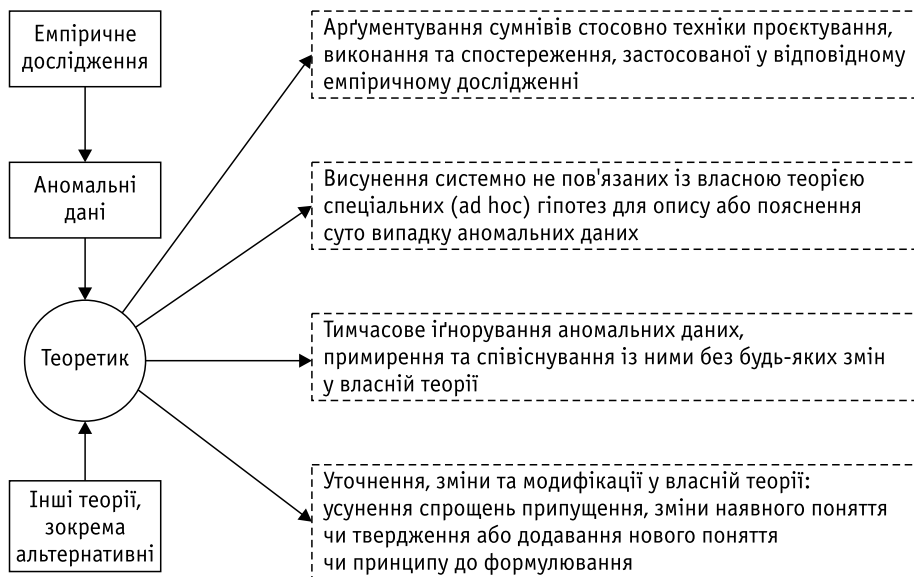 Емпіричне
дослідження
Аномальні
дані
Теоретик
Інші теорії,
зокрема
альтернативні
Арґументування сумнівів стосовно техніки проєктування,
виконання та спостереження, застосованої у відповідному
емпіричному дослідженні
Висунення системно не пов'язаних із власною теорією
спеціальних (ad hoc) гіпотез для опису або пояснення
суто випадку аномальних даних
Тимчасове іґнорування аномальних даних,
примирення та співіснування із ними без будь-яких змін
у власній теорії
Уточнення, зміни та модифікації у власній теорії:
усунення спрощень припущення, зміни наявного поняття
чи твердження або додавання нового поняття
чи принципу до формулювання